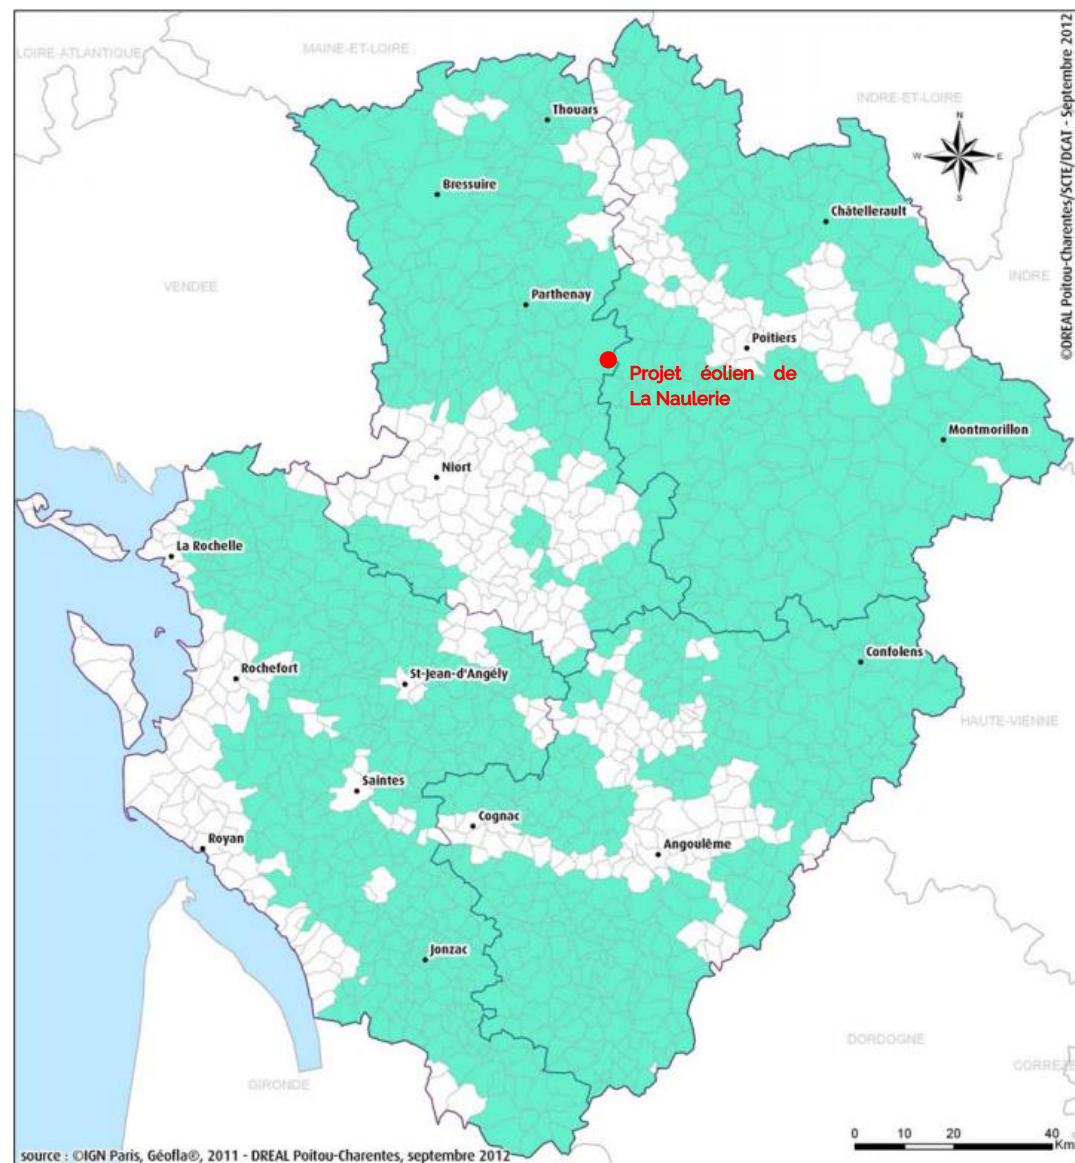 LOIRE-ATLANTIQUE
MAINE-ET-LOIRE
©DREAL Poitou-Charentes/SCTE/DCAT - Septembre 2012
INDRE-ET-LOIRE
Thouars
N
W
E
S
Bressuire
Châtellerault
INDRE
VENDEE
Parthenay
Poitiers
Projet éolien de
La Naulerie
Montmorillon
Niort
La Rochelle
Confolens
Rochefort
St-Jean-d'Angély
HAUTE-VIENNE
Saintes
Cognac
Royan
Angoulême
Jonzac
DORDOGNE
CORREZE
GIRONDE
0 10 20 40
Km
source : ©IGN Paris, Géofla®, 2011 - DREAL Poitou-Charentes, septembre 2012